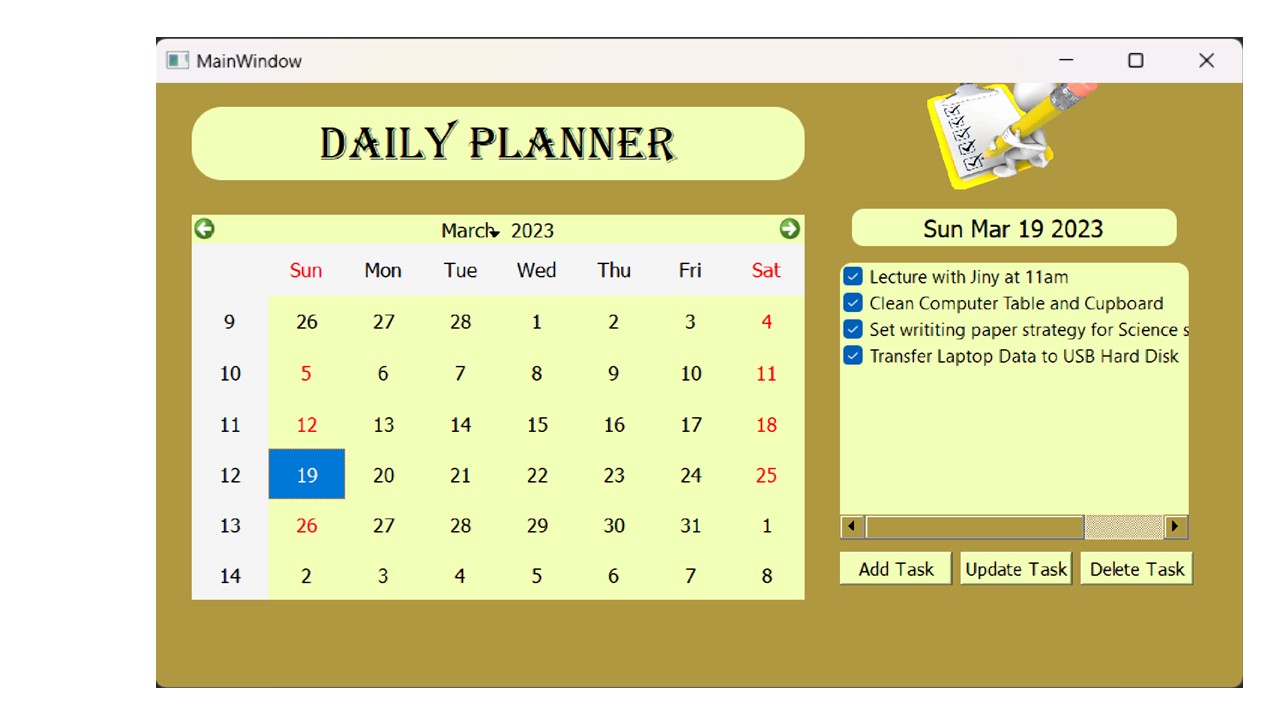 MainWindow
DAILY PLANNER
March 2023
Sun Mon Tue Wed Thu Fri Sat
9 26 27 28 1 2 3 4
10 5 6 7 8 9 10 11
11 12 13 14 15 16 17 18
12 19 20 21 22 23 24 25
13 26 27 28 29 30 31 1
14 2 3 4 5 6 7 8
Sun Mar 19 2023
Lecture with Jiny at 11am
Clean Computer Table and Cupboard
Set writiting paper strategy for Science s
Transfer Laptop Data to USB Hard Disk
Add Task Update Task Delete Task